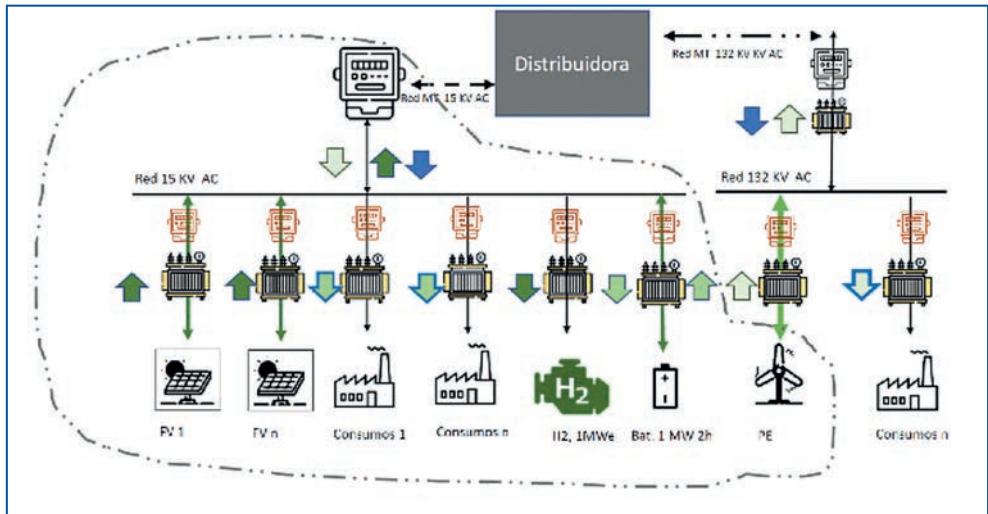 Distribuidora
Red MT 132 KV KV AC
Red MT 15 KV AC
Red 15 KV AC
Red 132 KV AC
H2
+
-
FV 1
FV n
Consumos 1
Consumos n
H2, 1MWe
Bat. 1 MW 2h
PE
Consumos n